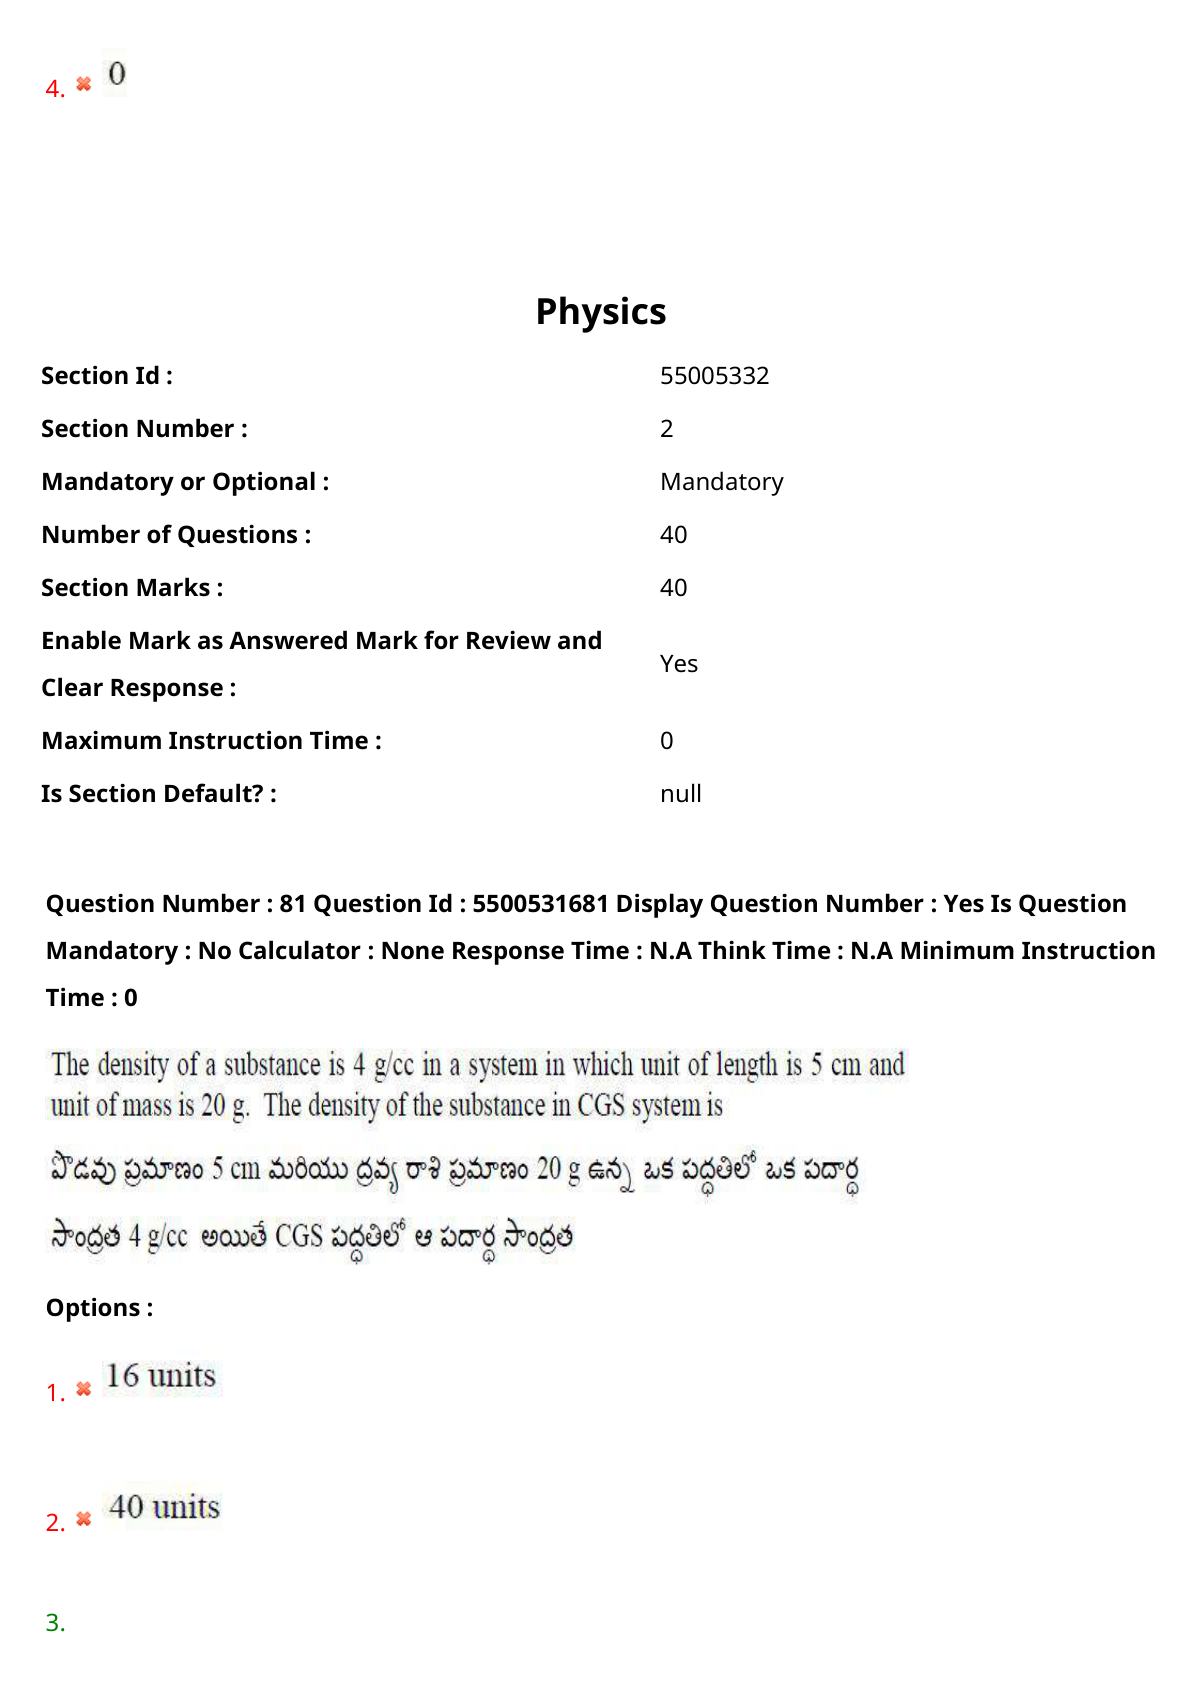 4. 0
Physics
Section Id : 55005332
Section Number : 2
Mandatory or Optional : Mandatory
Number of Questions : 40
Section Marks : 40
Enable Mark as Answered Mark for Review and
Clear Response : Yes
Maximum Instruction Time : 0
Is Section Default? : null
Question Number : 81 Question Id : 5500531681 Display Question Number : Yes Is Question
Mandatory : No Calculator : None Response Time : N.A Think Time : N.A Minimum Instruction
Time : 0
The density of a substance is 4 g/cc in a system in which unit of length is 5 cm and
unit of mass is 20 g. The density of the substance in CGS system is
పొడవు ప్రమాణం 5 cm మరియు ద్రవ్య రాశి ప్రమాణం 20 g ఉన్న ఒక పద్ధతిలో ఒక పదార్థ
సాంద్రత 4 g/cc అయితే CGS పద్ధతిలో ఆ పదార్థ సాంద్రత
Options :
1. 16 units
2. 40 units
3.